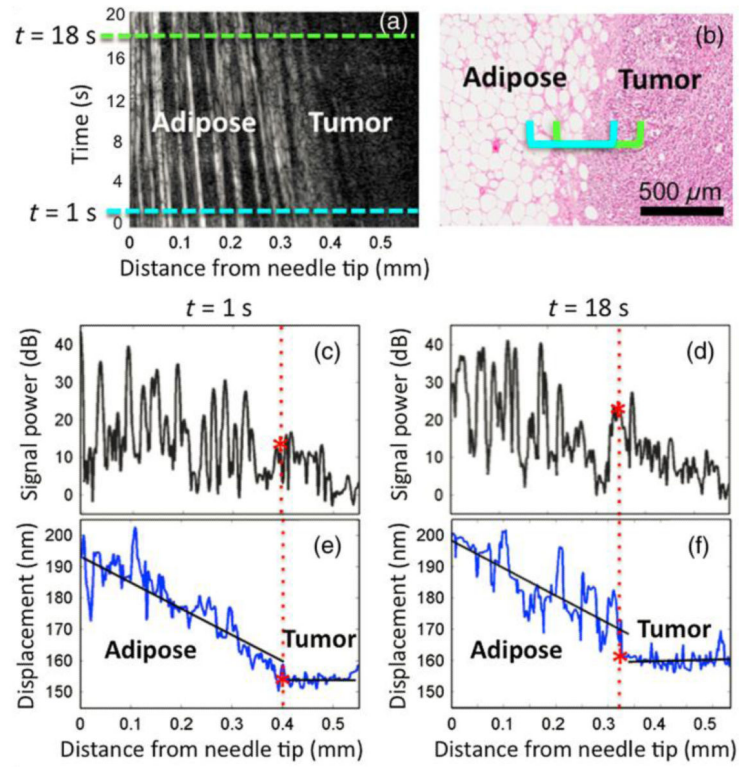 (a)
t = 18 s
t = 1 s
Time (s)
20
16
12
8
4
0
Adipose
Tumor
0 0.1 0.2 0.3 0.4 0.5
Distance from needle tip (mm)
(b)
Adipose
Tumor
500 µm
t = 1 s
(c)
Signal power (dB)
40
30
20
10
0
t = 18 s
(d)
Signal power (dB)
40
30
20
10
0
(e)
Displacement (nm)
200
190
180
170
160
150
Adipose
Tumor
0 0.1 0.2 0.3 0.4 0.5
Distance from needle tip (mm)
(f)
Displacement (nm)
200
190
180
170
160
150
Adipose
Tumor
0 0.1 0.2 0.3 0.4 0.5
Distance from needle tip (mm)